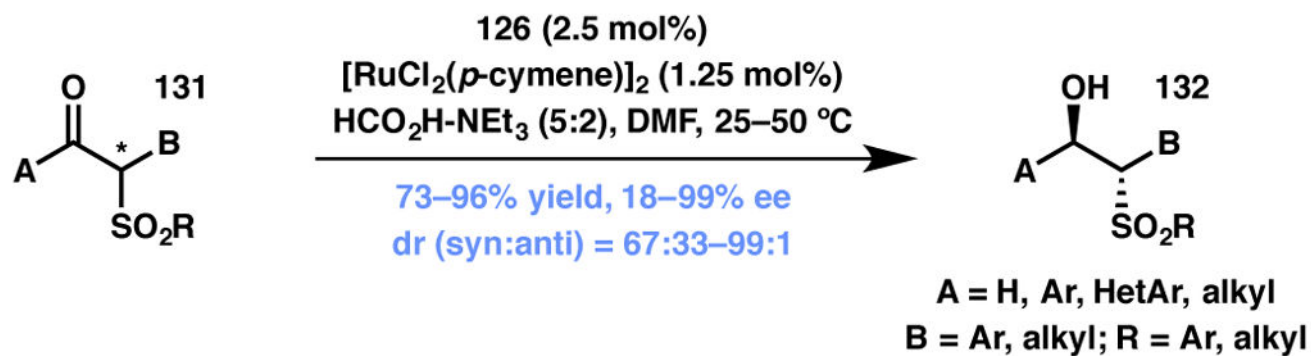 126 (2.5 mol%)
[RuCl₂(p-cymene)]₂ (1.25 mol%)
HCO₂H-NEt₃ (5:2), DMF, 25–50 ºC
73–96% yield, 18–99% ee
dr (syn:anti) = 67:33–99:1
O
131
A
*
B
SO₂R
OH
132
A
B
SO₂R
A = H, Ar, HetAr, alkyl
B = Ar, alkyl; R = Ar, alkyl